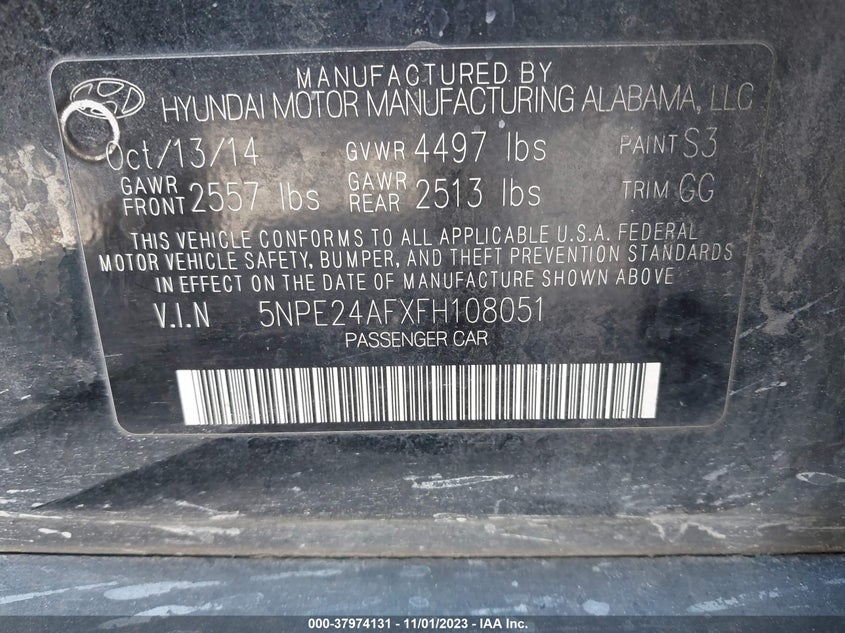 MANUFACTURED BY
HYUNDAI MOTOR MANUFACTURING ALABAMA, LLC
Oct/13/14 GVWR 4497 lbs PAINT S3
GAWR FRONT 2557 lbs GAWR REAR 2513 lbs TRIM GG
THIS VEHICLE CONFORMS TO ALL APPLICABLE U.S.A. FEDERAL
MOTOR VEHICLE SAFETY, BUMPER, AND THEFT PREVENTION STANDARDS
IN EFFECT ON THE DATE OF MANUFACTURE SHOWN ABOVE
V.I.N 5NPE24AFXFH108051
PASSENGER CAR
000-37974131 - 11/01/2023 - IAA Inc.